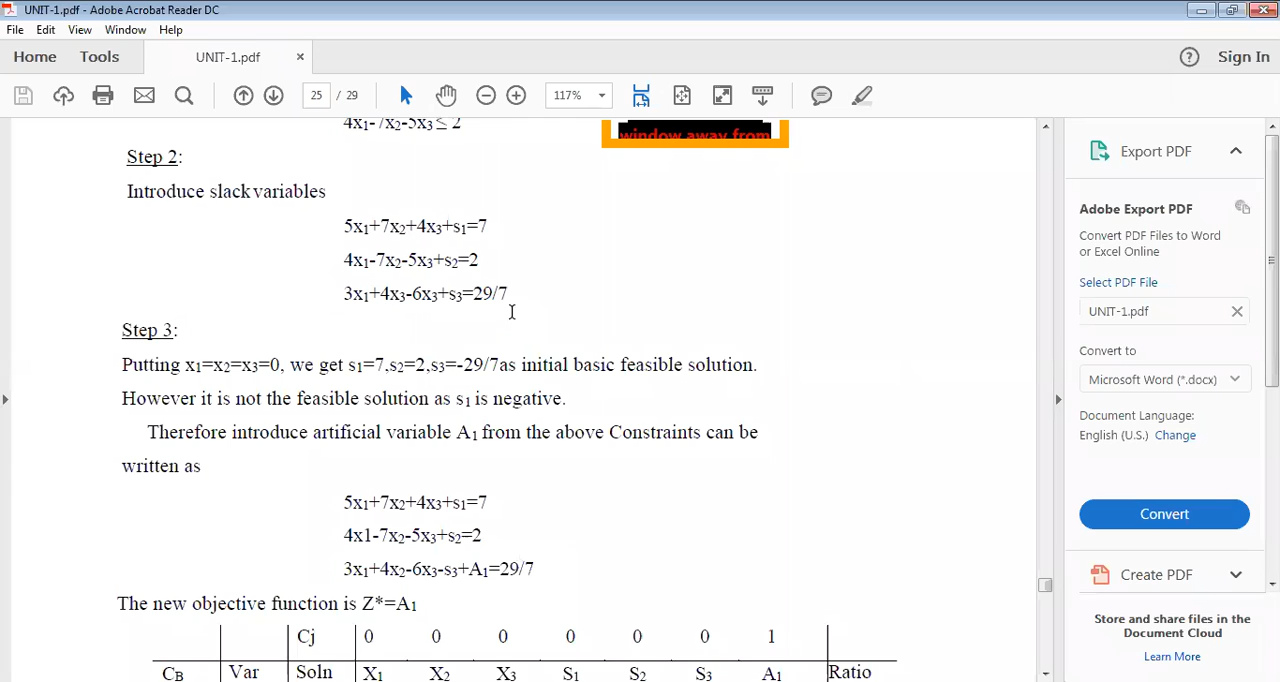 UNIT-1.pdf - Adobe Acrobat Reader DC
File Edit View Window Help
Home Tools UNIT-1.pdf × Sign In
25 / 29 117%
4x1-7x2-5x3 ≤ 2
window away from
Step 2:
Introduce slack variables
5x1+7x2+4x3+s1=7
4x1-7x2-5x3+s2=2
3x1+4x3-6x3+s3=29/7
Step 3:
Putting x1=x2=x3=0, we get s1=7,s2=2,s3=-29/7as initial basic feasible solution.
However it is not the feasible solution as s1 is negative.
Therefore introduce artificial variable A1 from the above Constraints can be
written as
5x1+7x2+4x3+s1=7
4x1-7x2-5x3+s2=2
3x1+4x2-6x3-s3+A1=29/7
The new objective function is Z*=A1
Cj 0 0 0 0 0 0 1
CB Var Soln X1 X2 X3 S1 S2 S3 A1 Ratio
Export PDF
Adobe Export PDF
Convert PDF Files to Word
or Excel Online
Select PDF File
UNIT-1.pdf
Convert to
Microsoft Word (*.docx)
Document Language:
English (U.S.) Change
Convert
Create PDF
Store and share files in the
Document Cloud
Learn More